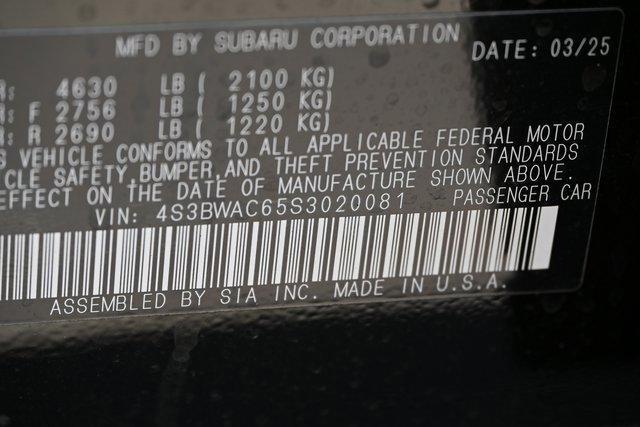 MFD BY SUBARU CORPORATION DATE: 03/25
4630 LB ( 2100 KG)
F 2756 LB ( 1250 KG)
R 2690 LB ( 1220 KG)
VEHICLE CONFORMS TO ALL APPLICABLE FEDERAL MOTOR
SAFETY, BUMPER, AND THEFT PREVENTION STANDARDS
EFFECT ON THE DATE OF MANUFACTURE SHOWN ABOVE.
VIN: 4S3BWAC65S3020081 PASSENGER CAR
ASSEMBLED BY SIA INC. MADE IN U.S.A.